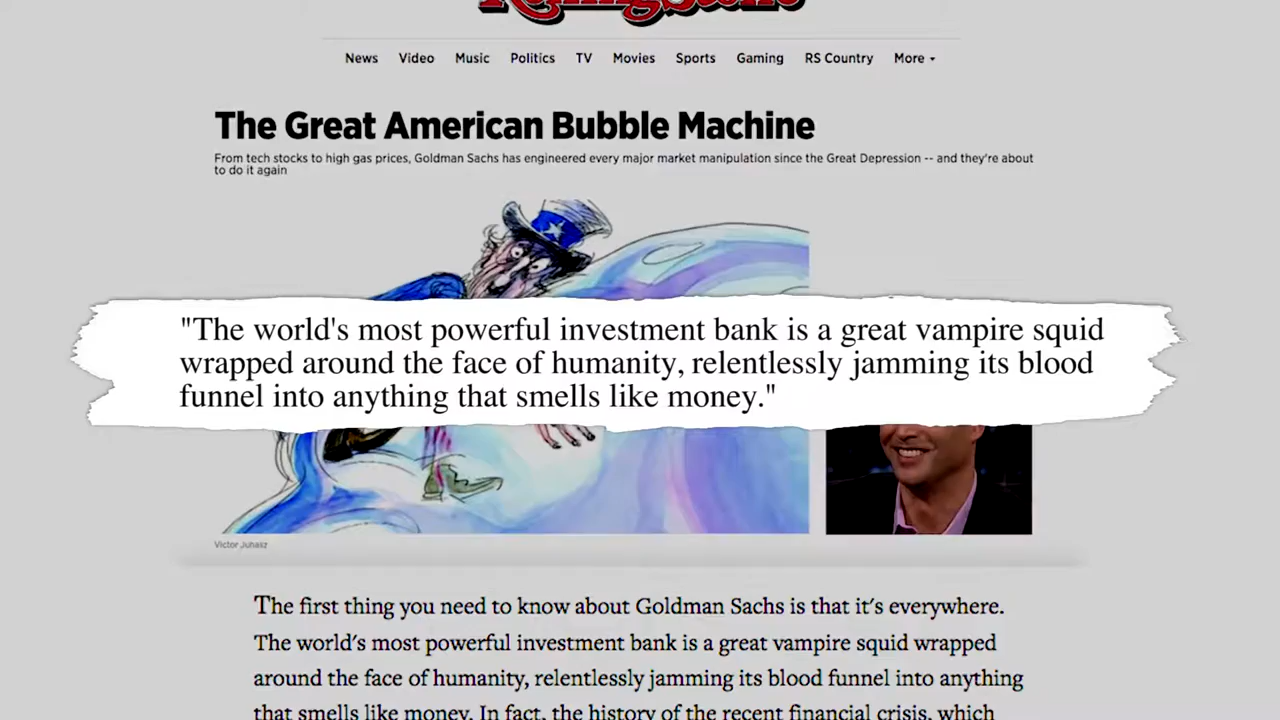 RollingStone
News Video Music Politics TV Movies Sports Gaming RS Country More
The Great American Bubble Machine
From tech stocks to high gas prices, Goldman Sachs has engineered every major market manipulation since the Great Depression -- and they're about
to do it again
"The world's most powerful investment bank is a great vampire squid
wrapped around the face of humanity, relentlessly jamming its blood
funnel into anything that smells like money."
Victor Juhasz
The first thing you need to know about Goldman Sachs is that it's everywhere.
The world's most powerful investment bank is a great vampire squid wrapped
around the face of humanity, relentlessly jamming its blood funnel into anything
that smells like money. In fact, the history of the recent financial crisis, which